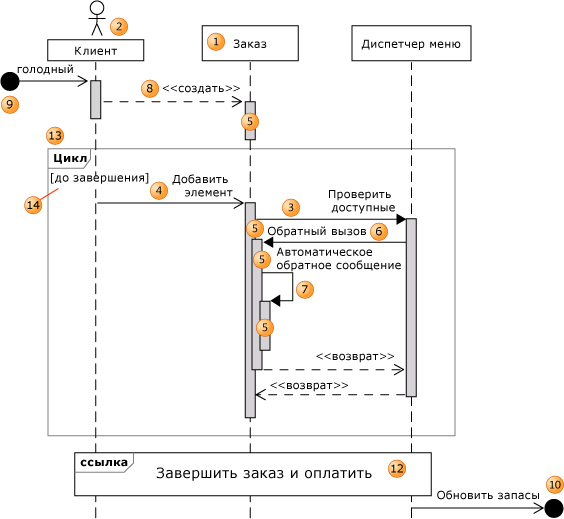 2
1
Клиент
Заказ
Диспетчер меню
голодный
9
8
<<создать>>
5
13
Цикл
[до завершения]
14
4
Добавить
элемент
3
Проверить
доступные
5
Обратный вызов
6
5
Автоматическое
обратное сообщение
7
5
<<возврат>>
<<возврат>>
ссылка
Завершить заказ и оплатить
12
10
Обновить запасы